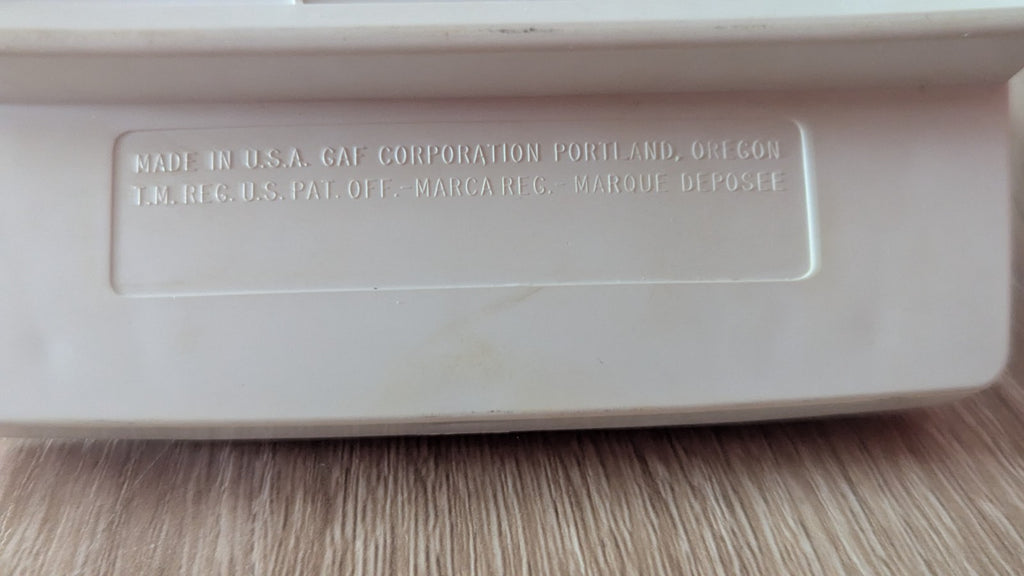 MADE IN U.S.A. GAF CORPORATION PORTLAND, OREGON
T.M. REG. U.S. PAT. OFF.-MARCA REG.- MARQUE DEPOSEE